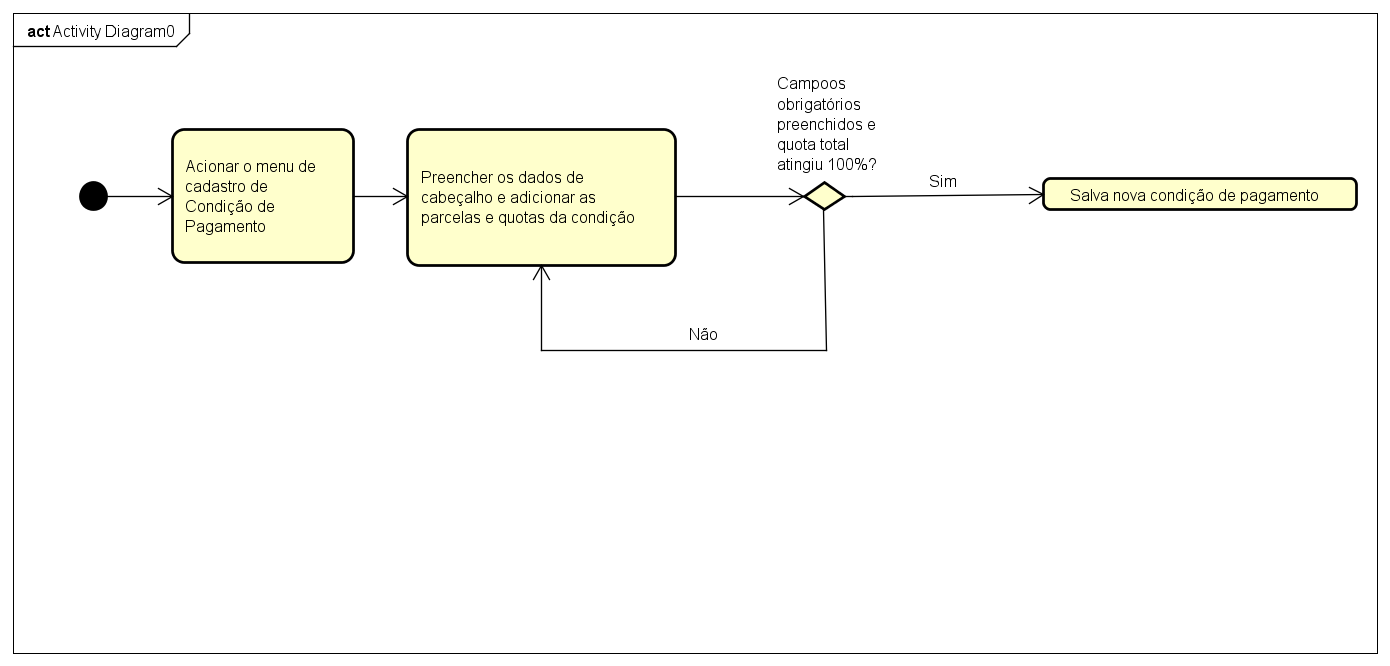 act Activity Diagram0
Acionar o menu de
cadastro de
Condição de
Pagamento
Preencher os dados de
cabeçalho e adicionar as
parcelas e quotas da condição
Campoos
obrigatórios
preenchidos e
quota total
atingiu 100%?
Sim
Salva nova condição de pagamento
Não